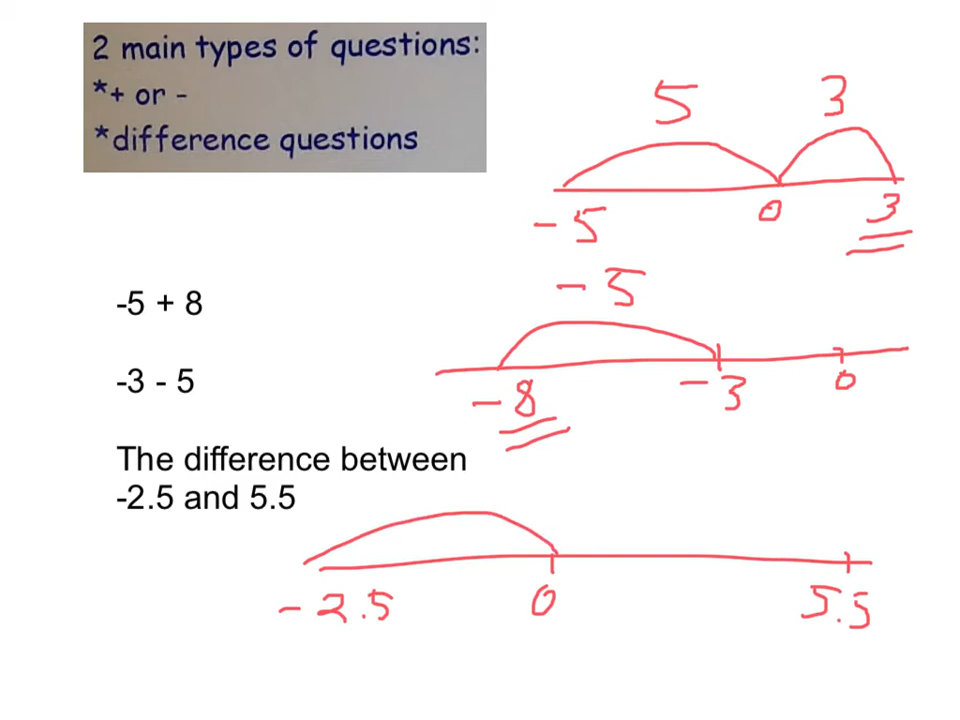 2 main types of questions:
*+ or -
*difference questions
5 3
-5 0 3
-5 + 8
-5
-3 - 5
-8 -3 0
The difference between
-2.5 and 5.5
-2.5 0 5.5